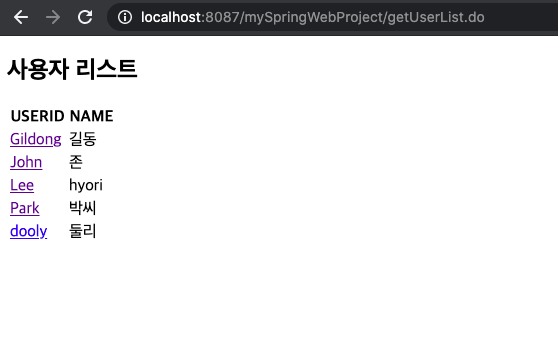 localhost:8087/mySpringWebProject/getUserList.do
사용자 리스트
USERID NAME
Gildong 길동
John 존
Lee hyori
Park 박씨
dooly 둘리